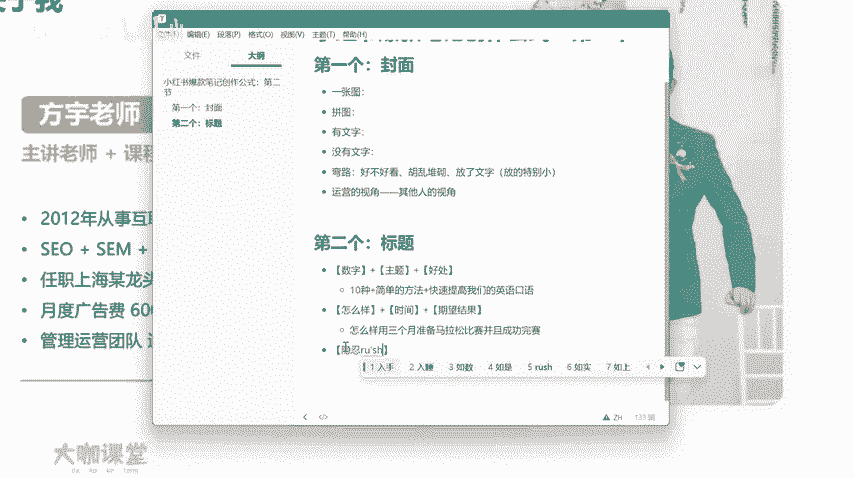 方宇老师
主讲老师 + 课程
• 2012年从事互联
• SEO + SEM +
• 任职上海某龙头
• 月度广告费 600
• 管理运营团队
大咖课堂
编辑(E) 段落(P) 格式(O) 视图(V) 主题(T) 帮助(H)
文件 大纲
小红书爆款笔记创作公式：第二节
第一个：封面
第二个：标题
第一个：封面
• 一张图：
• 拼图：
• 有文字：
• 没有文字：
• 弯路：好不好看、胡乱堆砌、放了文字（放的特别小）
• 运营的视角——其他人的视角
第二个：标题
• 【数字】+【主题】+【好处】
10种+简单的方法+快速提高我们的英语口语
• 【怎么样】+【时间】+【期望结果】
怎么样用三个月准备马拉松比赛并且成功完赛
• 忍ru'sh】
1 入手 2 入睡 3 如数 4 如是 5 rush 6 如实 7 如上
ZH 133 词